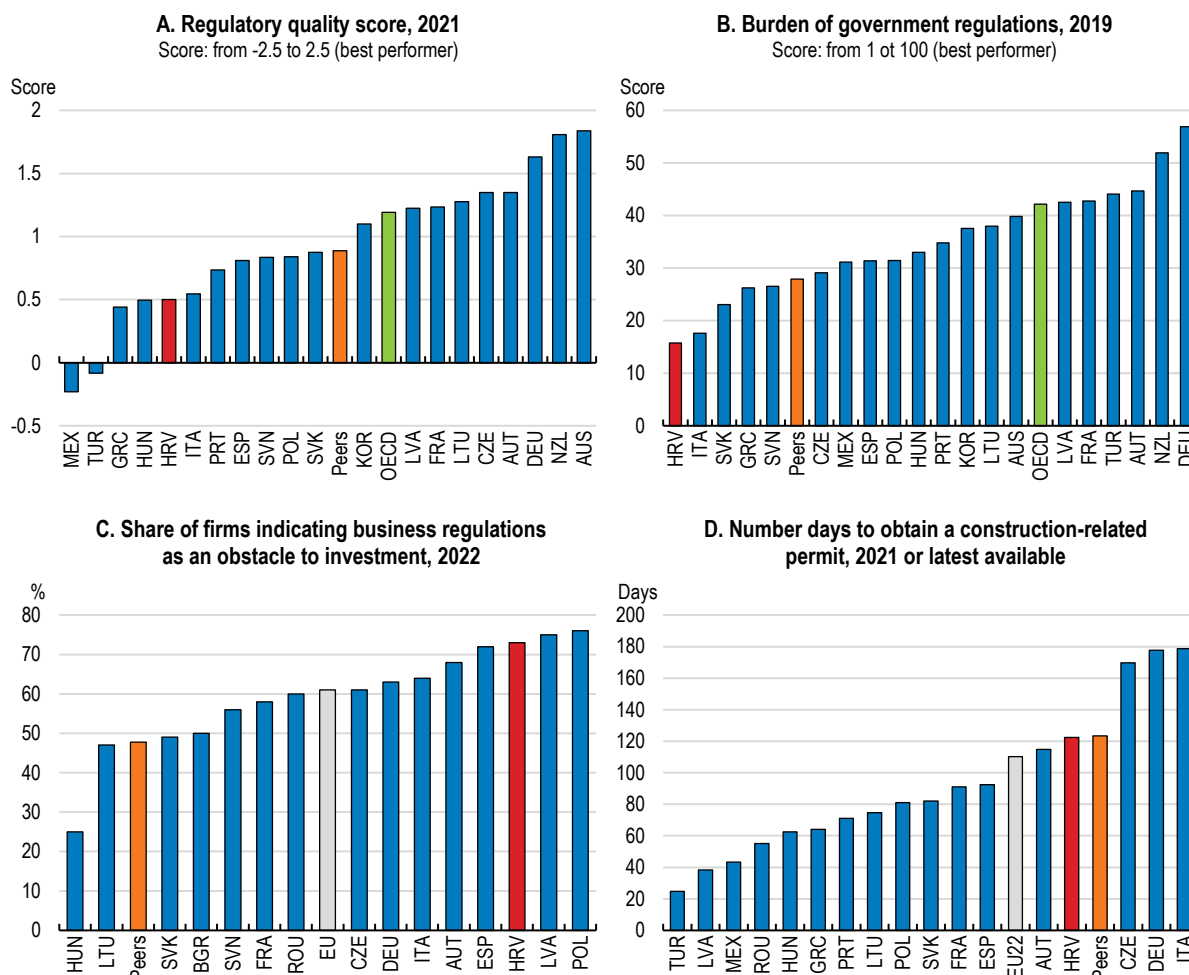 A. Regulatory quality score, 2021
Score: from -2.5 to 2.5 (best performer)
Score
2
1.5
1
0.5
0
-0.5
MEX TUR GRC HUN HRV ITA PRT ESP SVN POL SVK Peers KOR OECD LVA FRA LTU CZE AUT DEU NZL AUS
B. Burden of government regulations, 2019
Score: from 1 ot 100 (best performer)
Score
60
50
40
30
20
10
0
HRV ITA SVK GRC SVN Peers CZE MEX ESP POL HUN PRT KOR LTU AUS OECD LVA FRA TUR AUT NZL DEU
C. Share of firms indicating business regulations
as an obstacle to investment, 2022
%
80
70
60
50
40
30
20
10
0
HUN LTU Peers SVK BGR SVN FRA ROU EU CZE DEU ITA AUT ESP HRV LVA POL
D. Number days to obtain a construction-related
permit, 2021 or latest available
Days
200
180
160
140
120
100
80
60
40
20
0
TUR LVA MEX ROU HUN GRC PRT LTU POL SVK FRA ESP EU22 AUT HRV Peers CZE DEU ITA